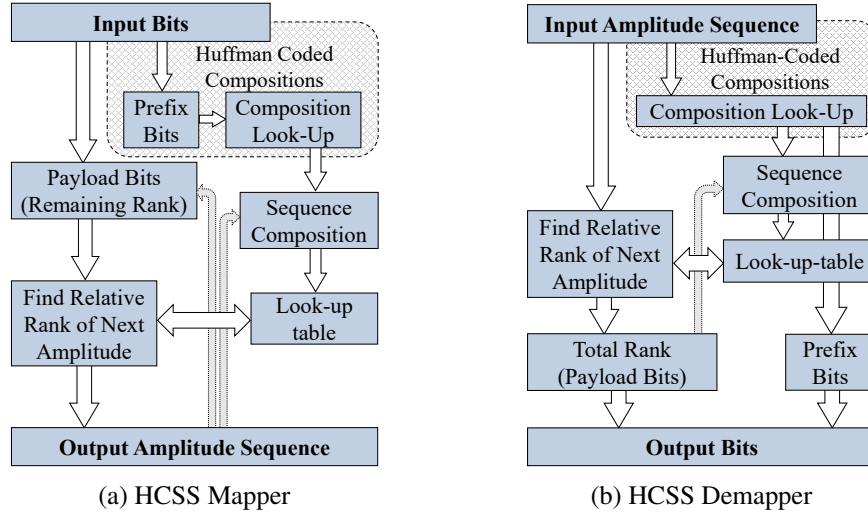 Input Bits
Huffman Coded
Compositions
Prefix
Bits
Composition
Look-Up
Payload Bits
(Remaining Rank)
Sequence
Composition
Find Relative
Rank of Next
Amplitude
Look-up
table
Output Amplitude Sequence
(a) HCSS Mapper
Input Amplitude Sequence
Huffman-Coded
Compositions
Composition Look-Up
Sequence
Composition
Find Relative
Rank of Next
Amplitude
Look-up-table
Total Rank
(Payload Bits)
Prefix
Bits
Output Bits
(b) HCSS Demapper